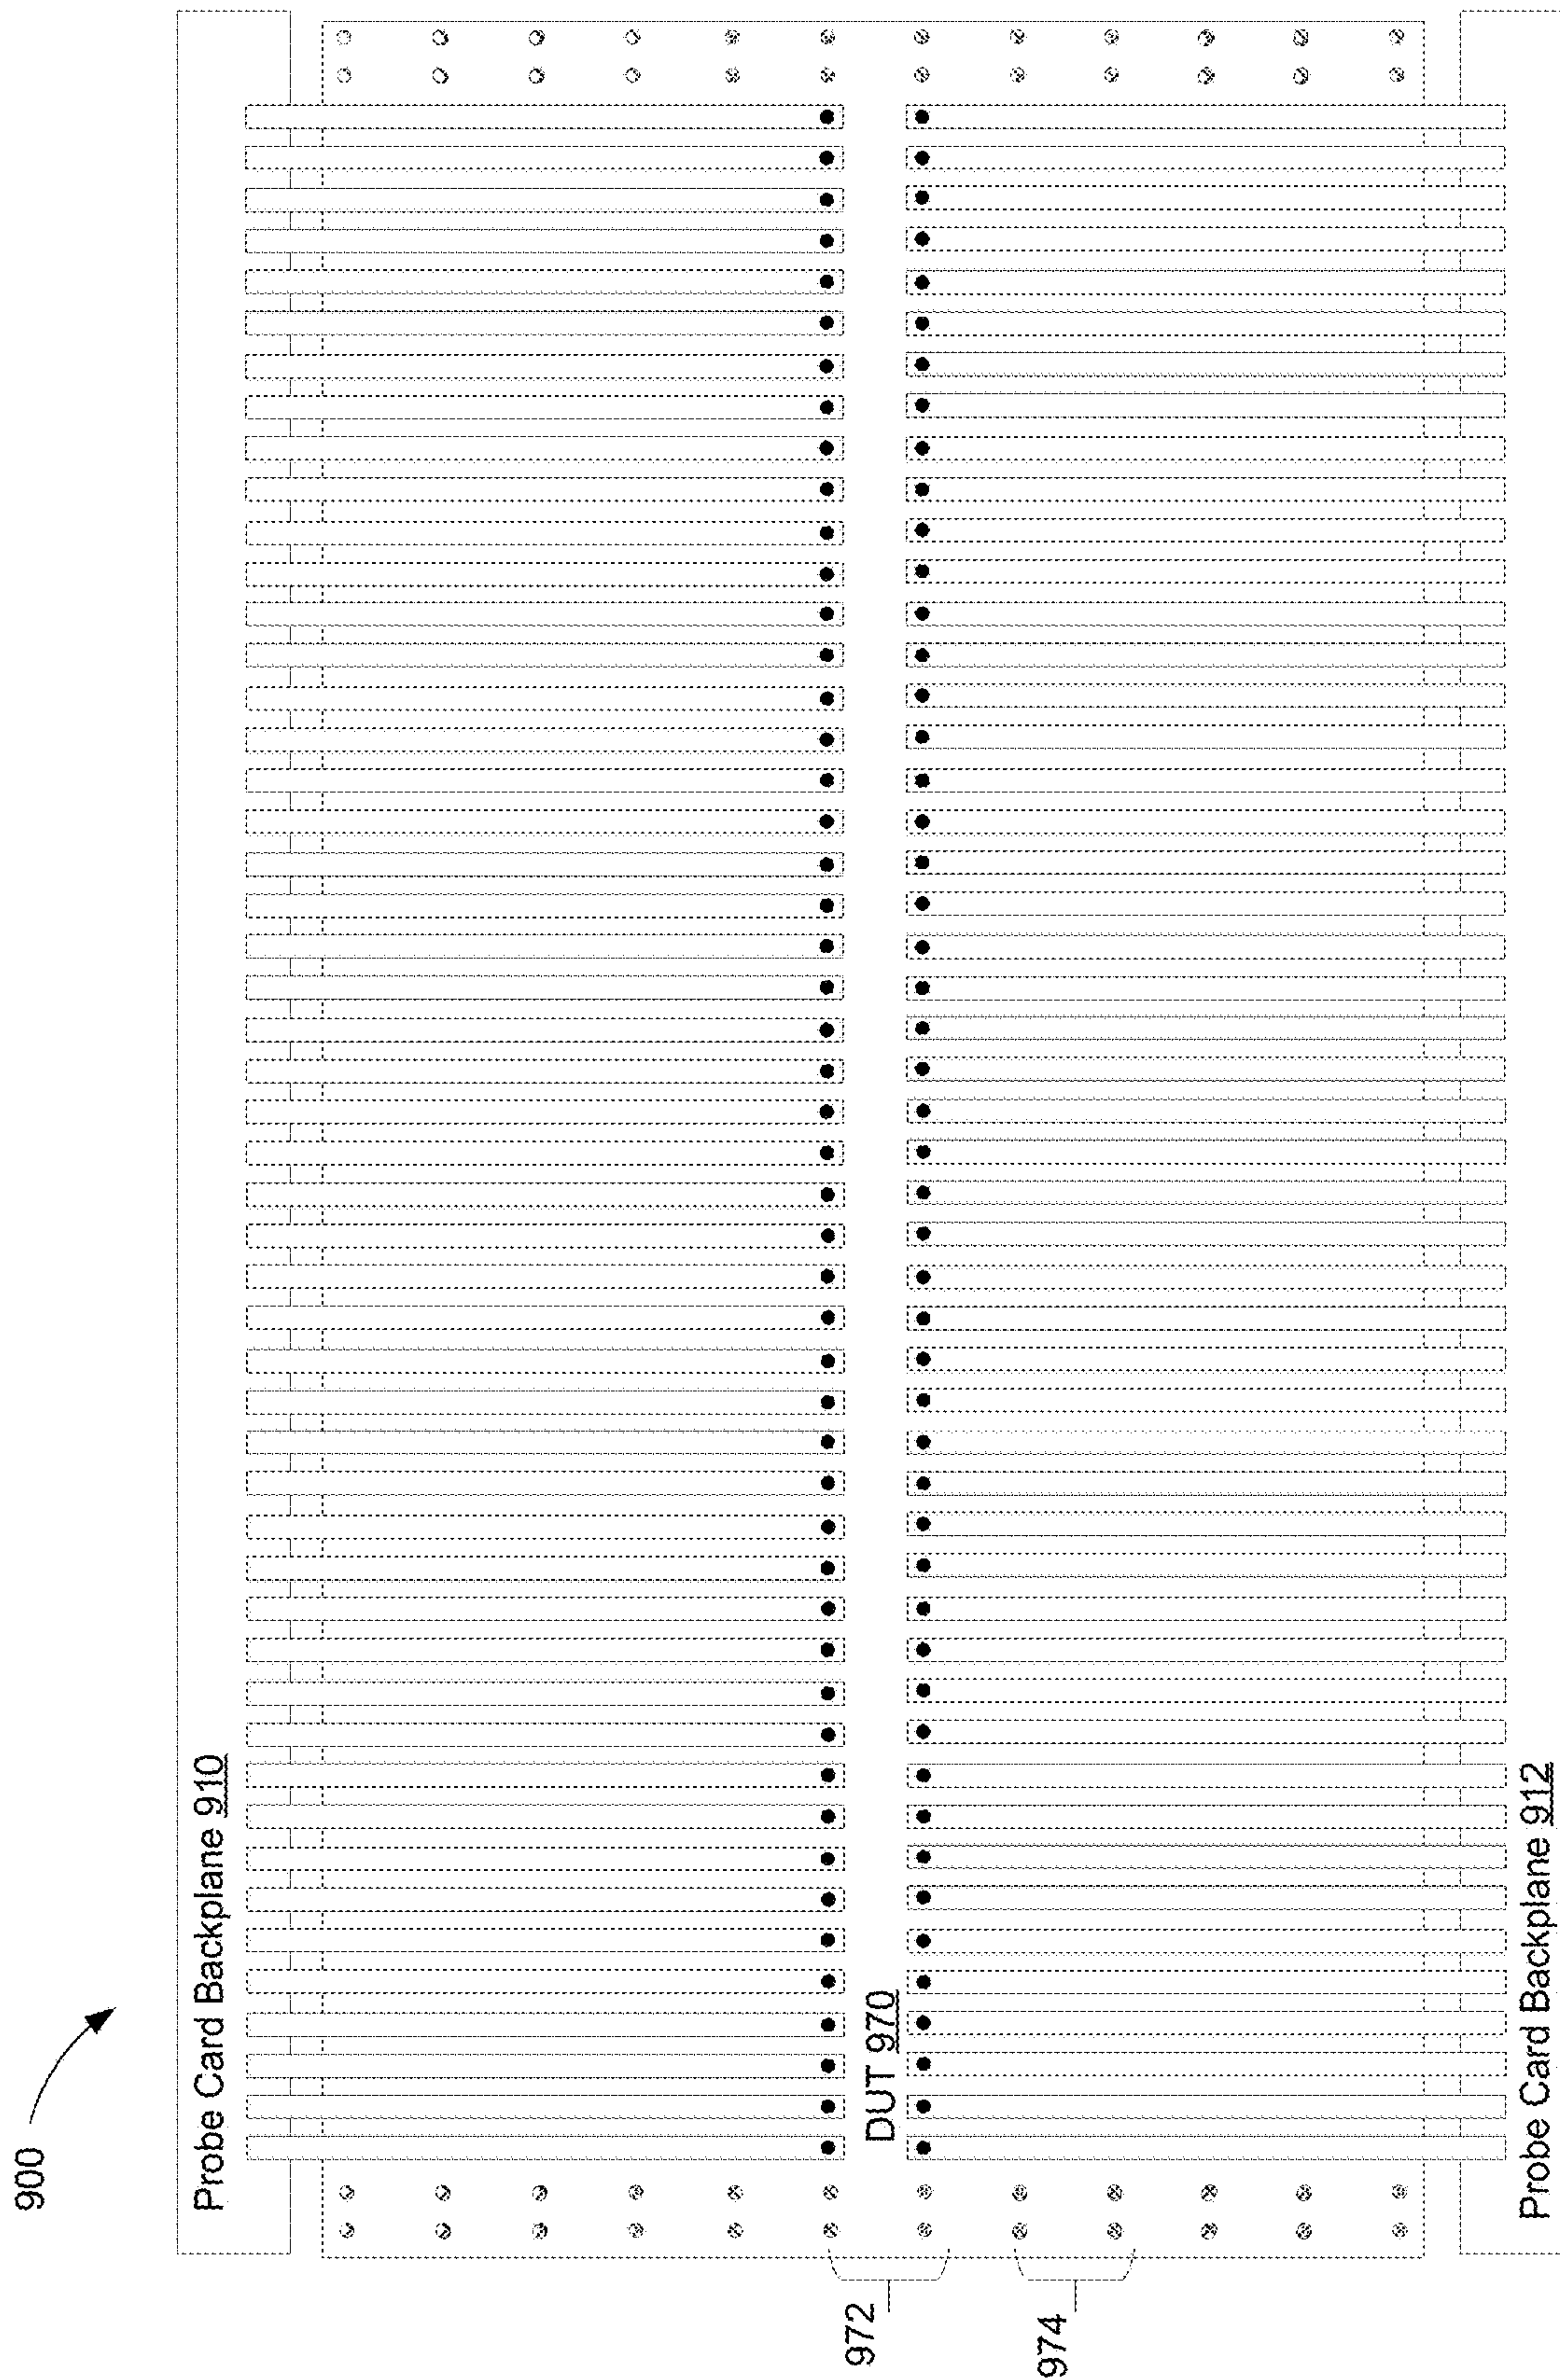 900
Probe Card Backplane 910
DUT 970
972
974
Probe Card Backplane 912